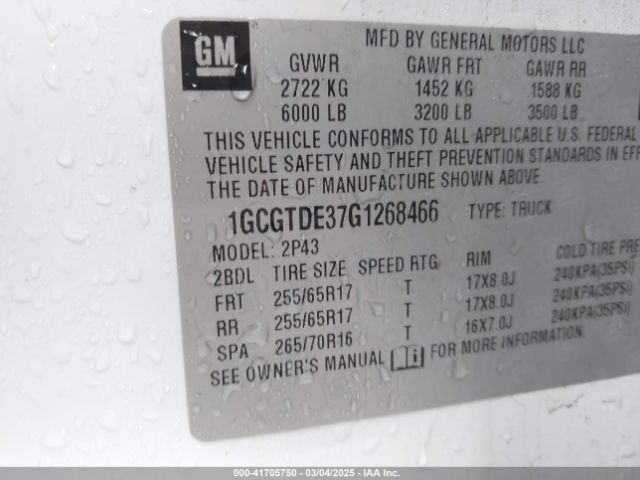 GM
MFD BY GENERAL MOTORS LLC
GVWR GAWR FRT GAWR RR
2722 KG 1452 KG 1588 KG
6000 LB 3200 LB 3500 LB
THIS VEHICLE CONFORMS TO ALL APPLICABLE U.S. FEDERAL
VEHICLE SAFETY AND THEFT PREVENTION STANDARDS IN EFF
THE DATE OF MANUFACTURE SHOWN ABOVE.
1GCGTDE37G1268466 TYPE: TRUCK
MODEL: 2P43
2BDL TIRE SIZE SPEED RTG RIM COLD TIRE PRE
FRT 255/65R17 T 17X8.0J 240KPA(35PSI)
RR 255/65R17 T 17X8.0J 240KPA(35PSI)
SPA 265/70R16 T 16X7.0J 240KPA(35PSI)
SEE OWNER'S MANUAL FOR MORE INFORMATION.
000-41705750 — 03/04/2025 — IAA Inc.